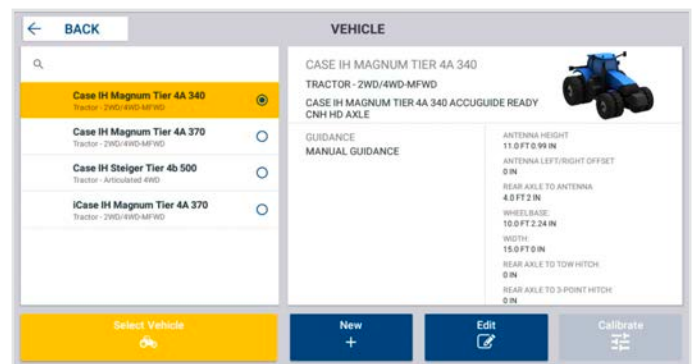 BACK
VEHICLE
Case IH Magnum Tier 4A 340
Tractor - 2WD/4WD-MFWD
Case IH Magnum Tier 4A 370
Tractor - 2WD/4WD-MFWD
Case IH Steiger Tier 4b 500
Tractor - Articulated 4WD
iCase IH Magnum Tier 4A 370
Tractor - 2WD/4WD-MFWD
CASE IH MAGNUM TIER 4A 340
TRACTOR - 2WD/4WD-MFWD
CASE IH MAGNUM TIER 4A 340 ACCUGUIDE READY
CNH HD AXLE
GUIDANCE
MANUAL GUIDANCE
ANTENNA HEIGHT
11.0 FT 0.99 IN
ANTENNA LEFT/RIGHT OFFSET
0 IN
REAR AXLE TO ANTENNA
4.0 FT 2 IN
WHEELBASE:
10.0 FT 2.24 IN
WIDTH:
15.0 FT 0 IN
REAR AXLE TO TOW HITCH:
0 IN
REAR AXLE TO 3-POINT HITCH:
0 IN
Select Vehicle
New
Edit
Calibrate